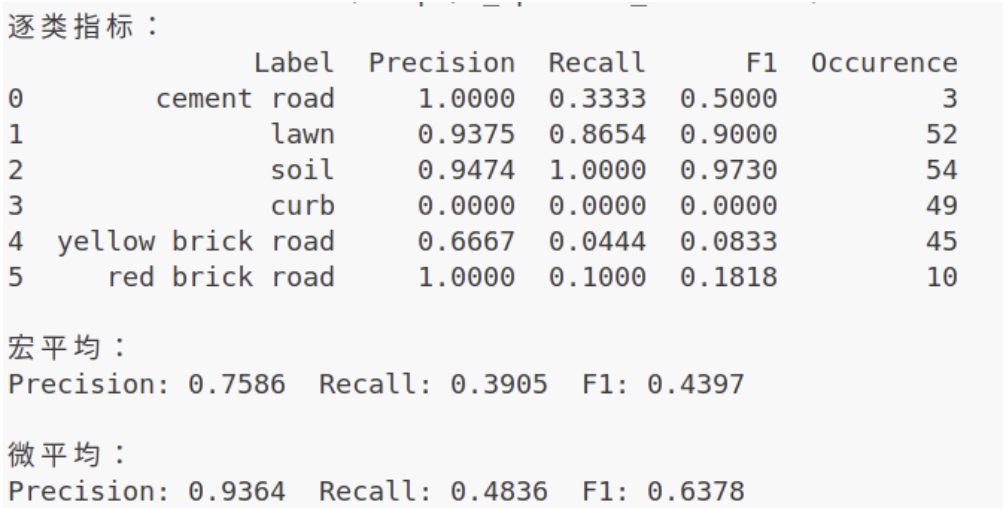 逐类指标：
Label Precision Recall F1 Occurence
0 cement road 1.0000 0.3333 0.5000 3
1 lawn 0.9375 0.8654 0.9000 52
2 soil 0.9474 1.0000 0.9730 54
3 curb 0.0000 0.0000 0.0000 49
4 yellow brick road 0.6667 0.0444 0.0833 45
5 red brick road 1.0000 0.1000 0.1818 10
宏平均：
Precision: 0.7586 Recall: 0.3905 F1: 0.4397
微平均：
Precision: 0.9364 Recall: 0.4836 F1: 0.6378